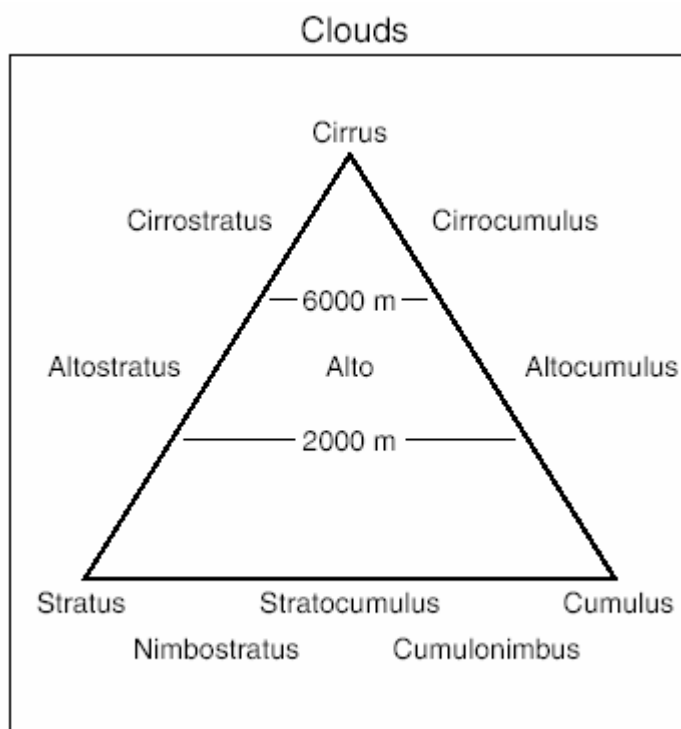 Clouds
Cirrus
Cirrostratus Cirrocumulus
6000 m
Altostratus Alto Altocumulus
2000 m
Stratus Stratocumulus Cumulus
Nimbostratus Cumulonimbus